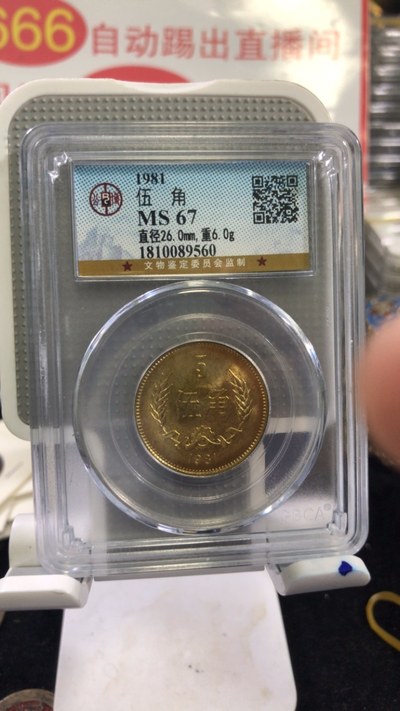 666 自动踢出直播间
1981
伍 角
MS 67
直径26.0mm,重6.0g
1810089560
★ 文物鉴定委员会监制 ★
伍角
1981